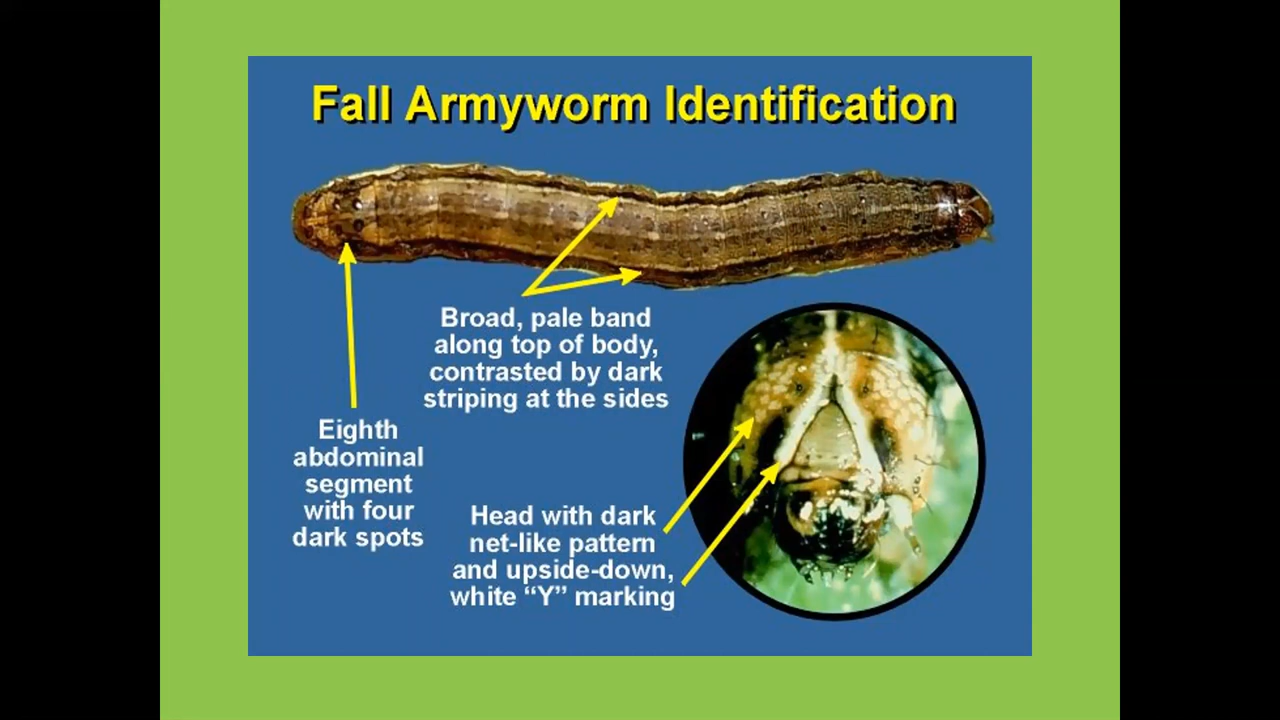 Fall Armyworm Identification
Broad, pale band
along top of body,
contrasted by dark
striping at the sides
Eighth
abdominal
segment
with four
dark spots
Head with dark
net-like pattern
and upside-down,
white “Y” marking